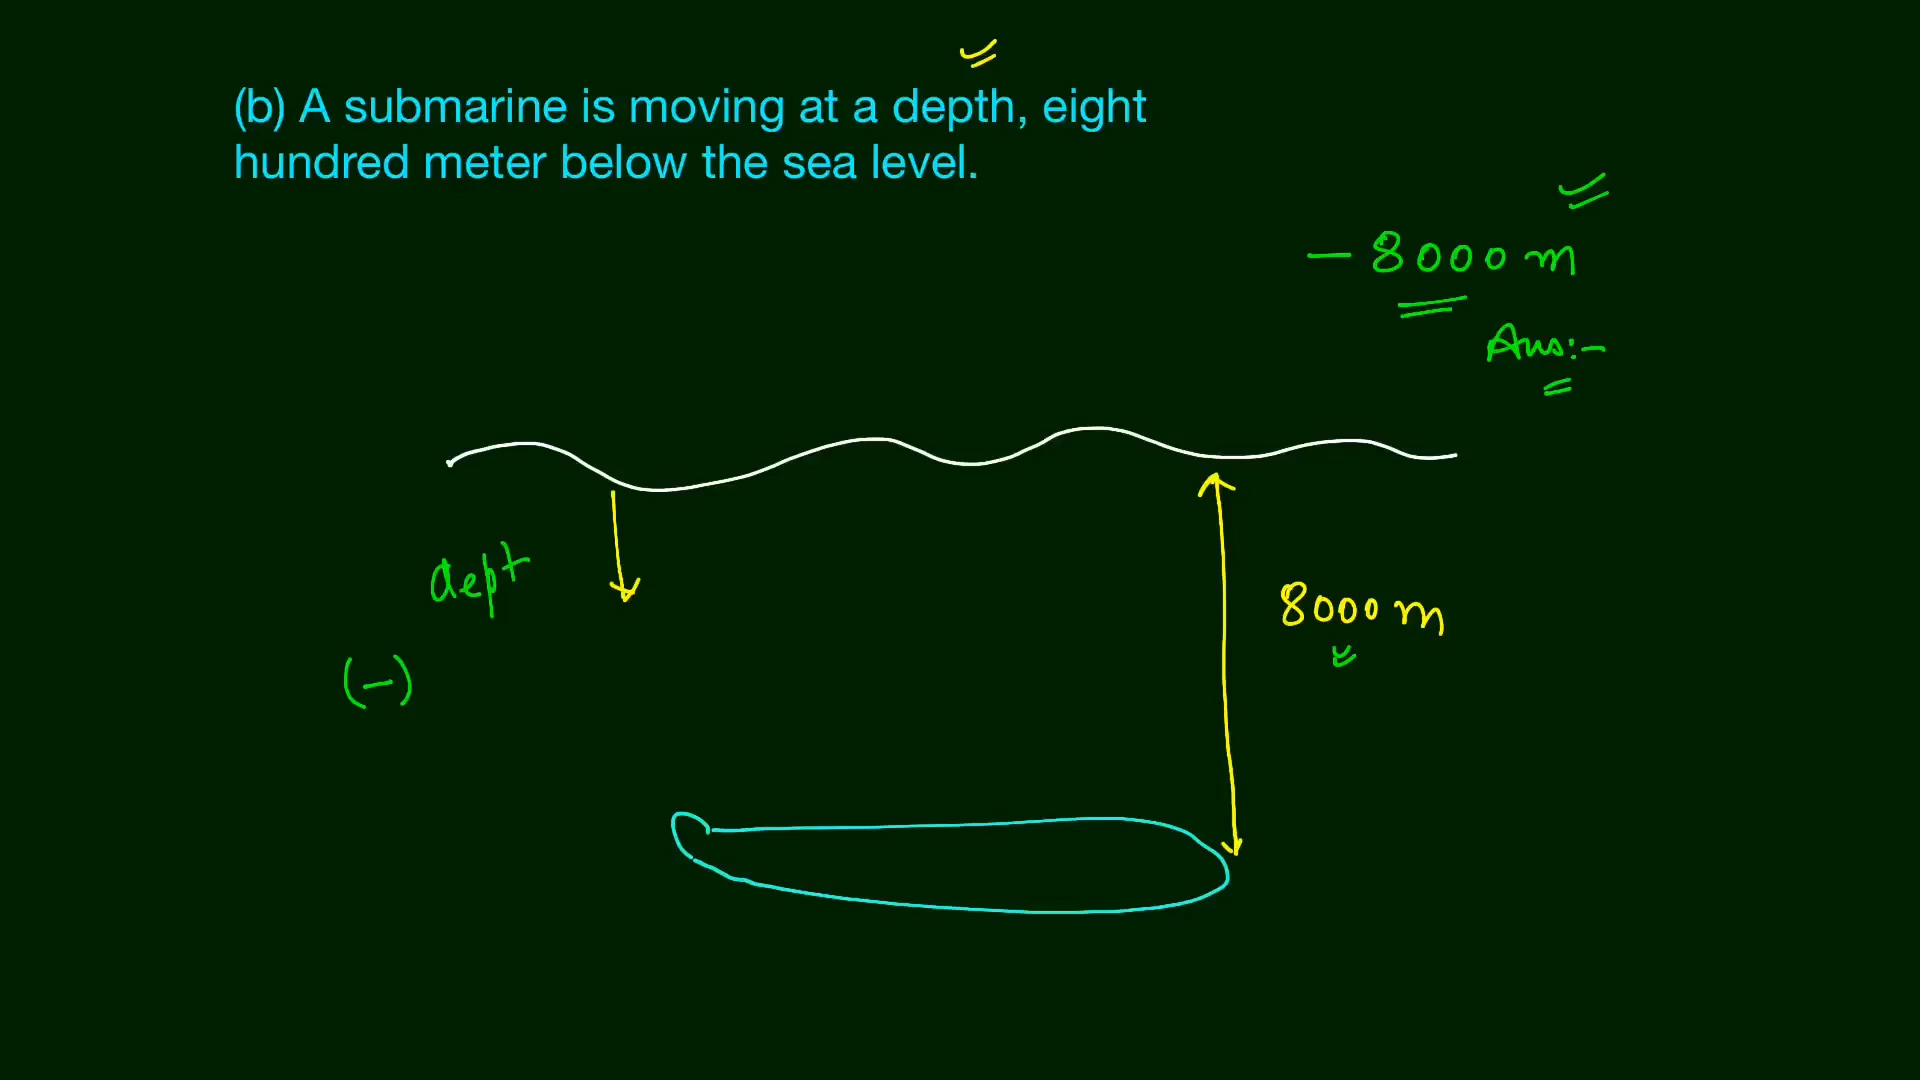 (b) A submarine is moving at a depth, eight
hundred meter below the sea level.
- 8000 m
Ans:-
dept
8000 m
(-)